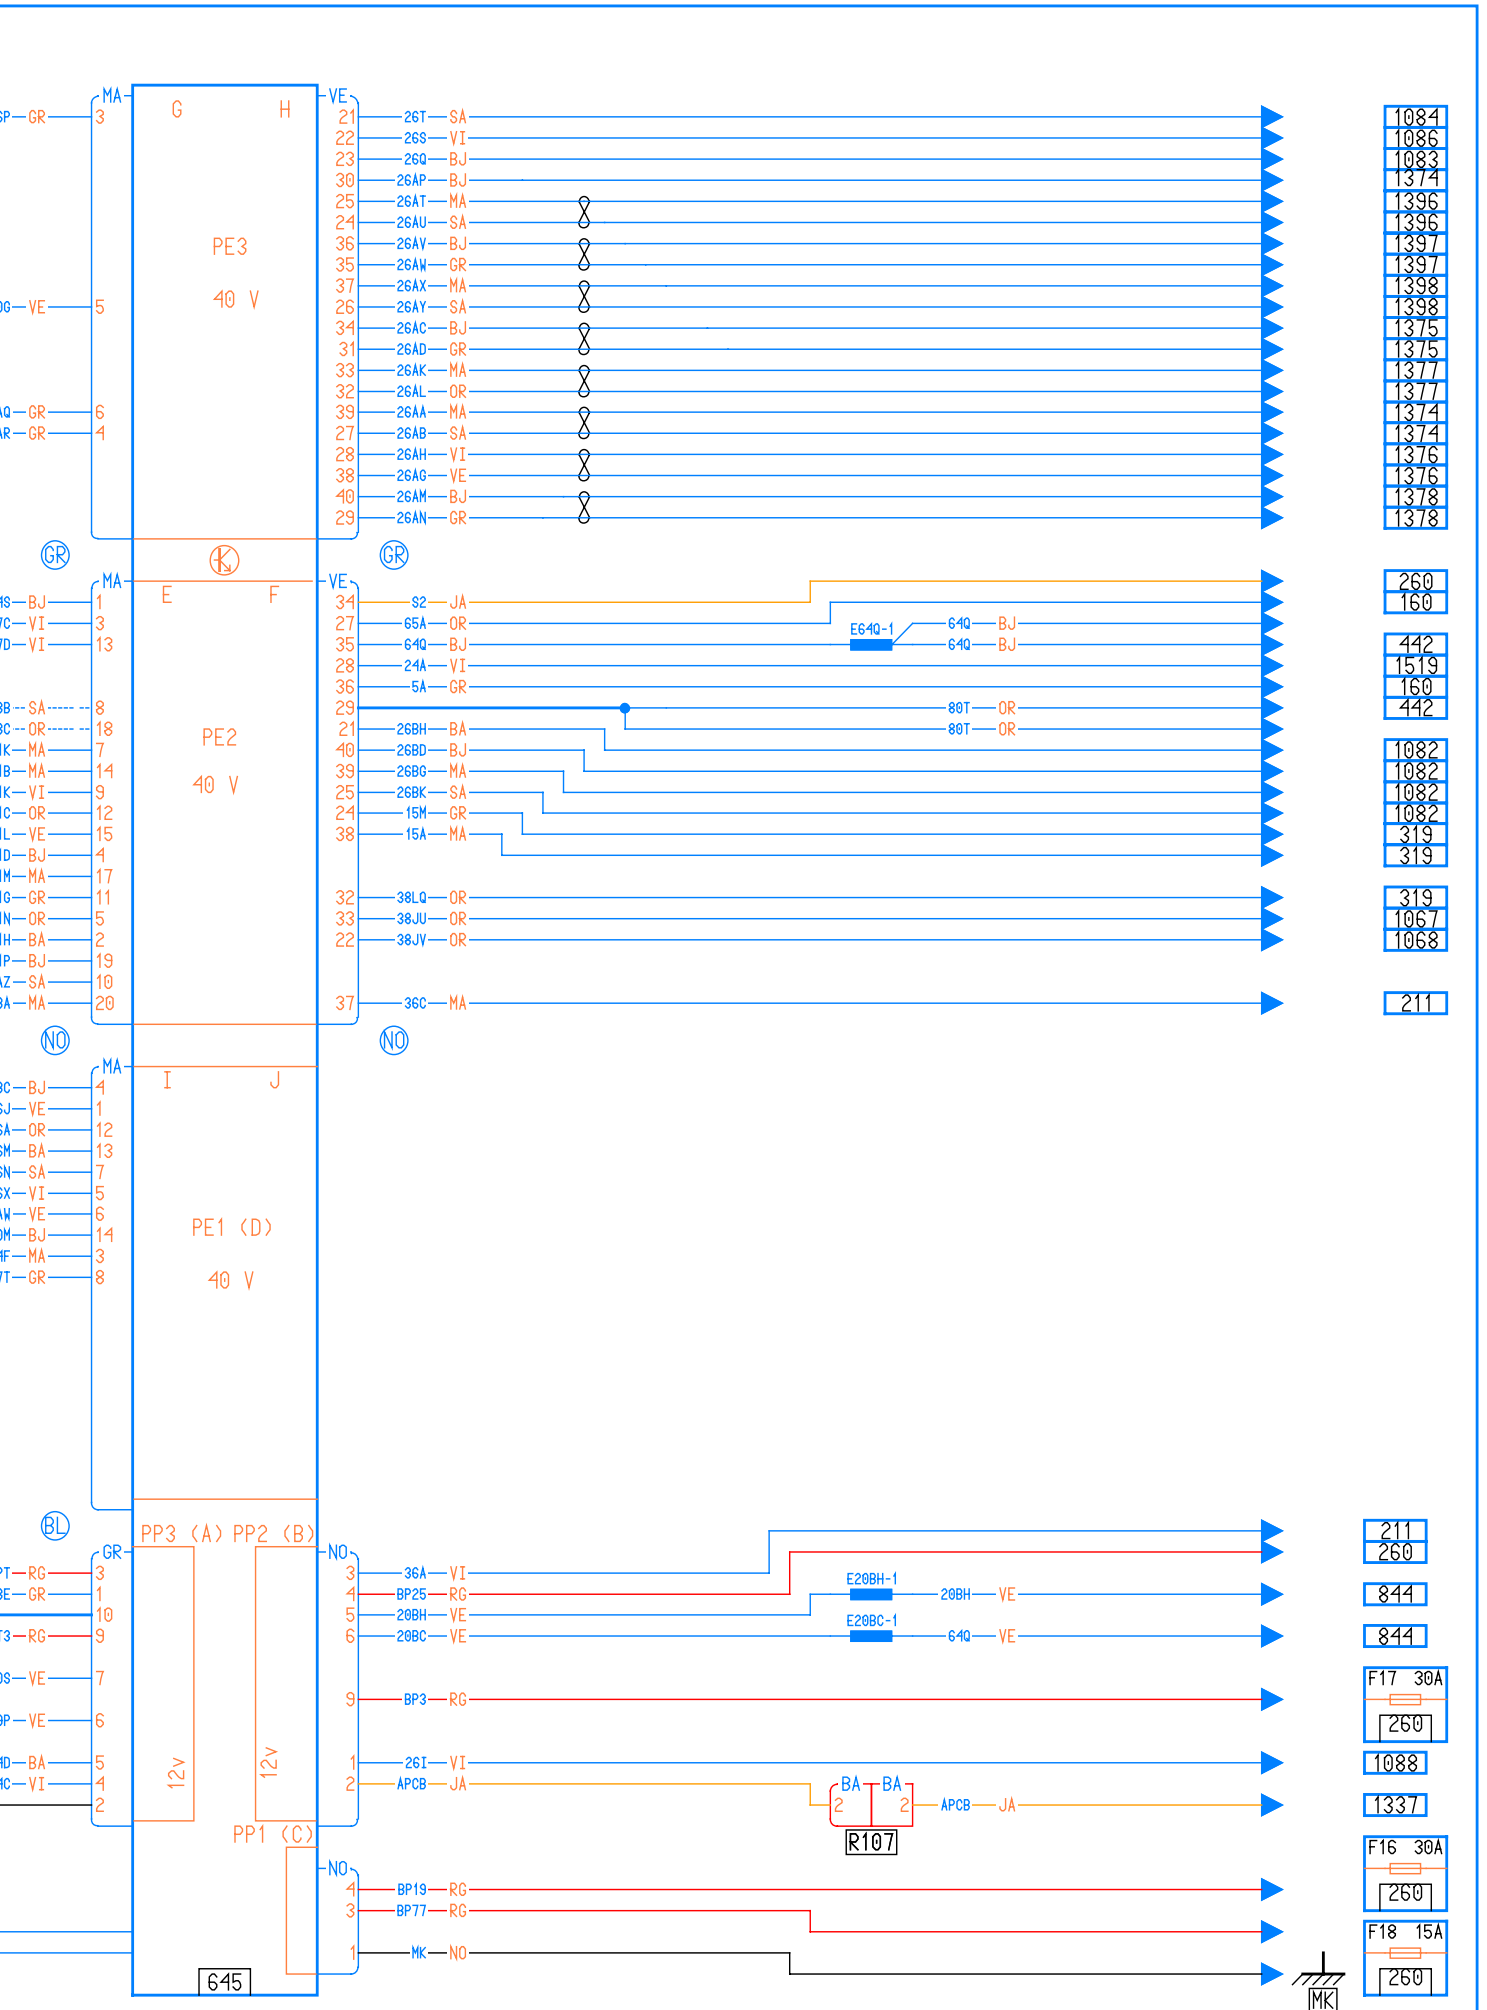 MA G H VE
SP GR 3 21 26T SA 1084
22 26S VI 1086
23 26Q BJ 1083
30 26AP BJ 1374
25 26AT MA 1396
24 26AU SA 1396
PE3 36 26AV BJ 1397
35 26AW GR 1397
40 V 37 26AX MA 1398
VE 5 26 26AY SA 1398
34 26AC BJ 1375
31 26AD GR 1375
33 26AK MA 1377
32 26AL OR 1377
GR 6 39 26AA MA 1374
GR 4 27 26AB SA 1374
28 26AH VI 1376
38 26AG VE 1376
40 26AM BJ 1378
29 26AN GR 1378
GR GR
MA E F VE 260
BJ 1 34 S2 JA 160
VI 3 27 65A OR E64Q-1 64Q BJ
VI 13 35 64Q BJ 64Q BJ 442
28 24A VI 1519
36 5A GR 160
SA 8 29 80T OR 442
OR 18 PE2 21 26BH BA 80T OR
MA 7 40 26BD BJ 1082
MA 14 40 V 39 26BG MA 1082
VI 9 25 26BK SA 1082
OR 12 24 15M GR 1082
VE 15 38 15A MA 319
BJ 4 319
MA 17
GR 11 32 38LQ OR 319
OR 5 33 38JU OR 1067
BA 2 22 38JV OR 1068
BJ 19
SA 10
MA 20 37 36C MA 211
NO NO
MA I J
BJ 4
VE 1
OR 12
BA 13
SA 7
VI 5
VE 6 PE1 (D)
BJ 14
MA 3 40 V
GR 8
BL PP3 (A) PP2 (B) 211
GR NO 260
RG 3 3 36A VI E20BH-1
GR 1 4 BP25 RG 20BH VE 844
10 5 20BH VE E20BC-1
RG 9 6 20BC VE 64Q VE 844
VE 7 F17 30A
9 BP3 RG
VE 6 260
BA 5 12v 12v 1 26I VI 1088
VI 4 2 APCB JA BA BA
2 2 2 APCB JA 1337
PP1 (C) R107
NO F16 30A
4 BP19 RG 260
3 BP77 RG
F18 15A
1 MK NO
645 260
MK